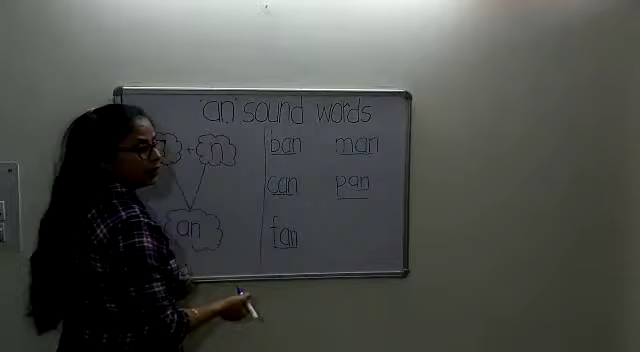 'an' sound words
+ n
an
ban man
can pan
fan